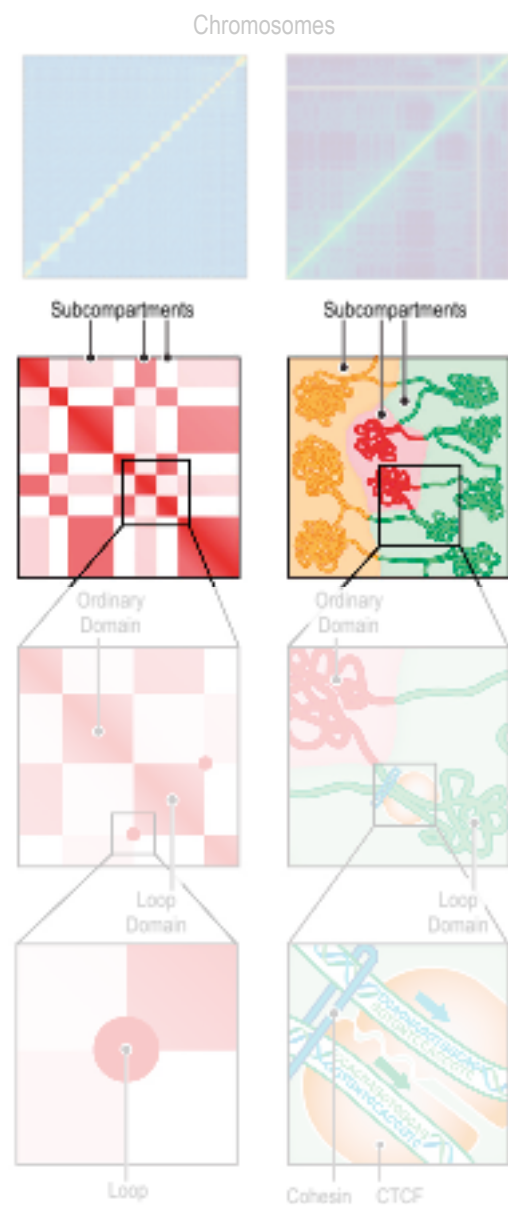 Chromosomes
Subcompartments
Subcompartments
Ordinary
Domain
Ordinary
Domain
Loop
Domain
Loop
Domain
Loop
Cohesin
CTCF